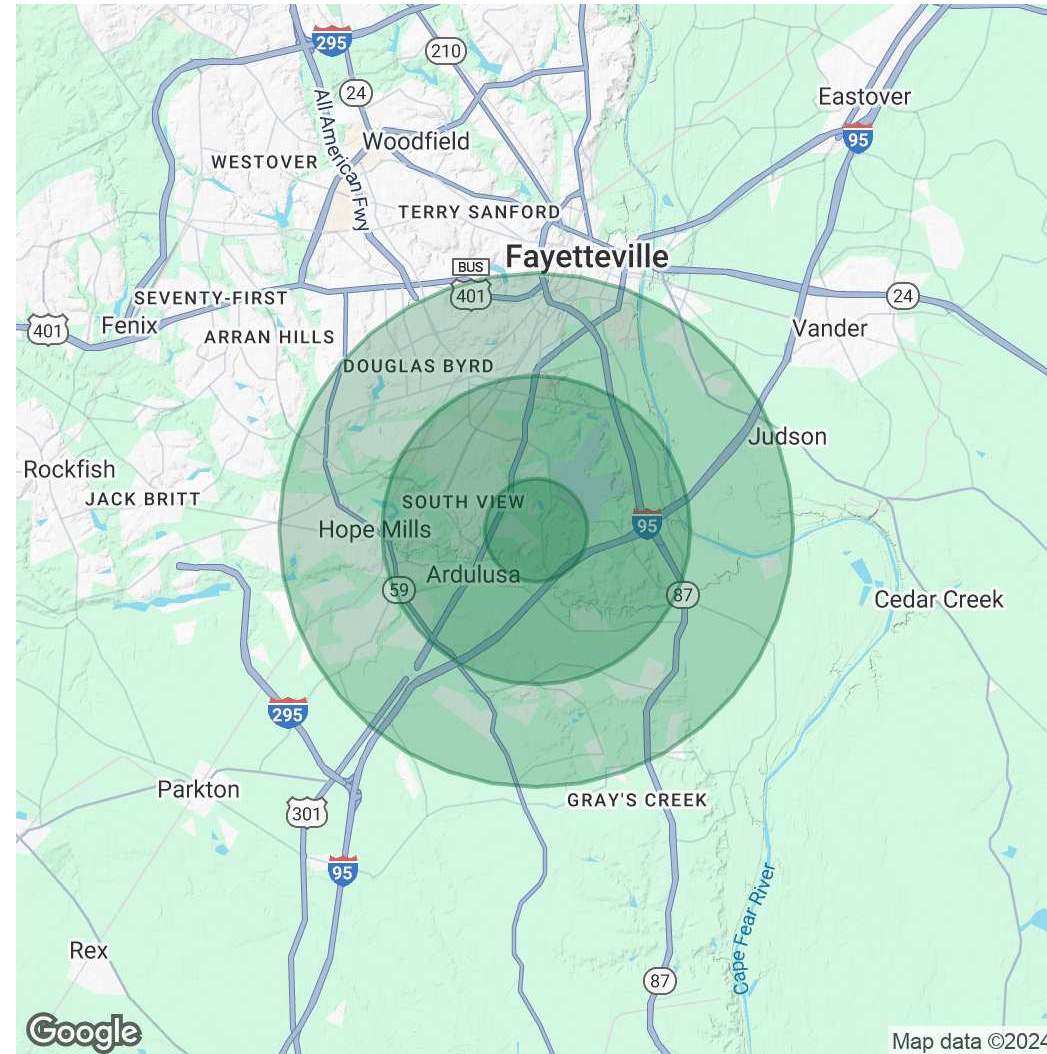 295
210
24
Eastover
All American Fwy
95
Woodfield
WESTOVER
TERRY SANFORD
Fayetteville
BUS
401
24
SEVENTY-FIRST
401
Fenix
Vander
ARRAN HILLS
DOUGLAS BYRD
Judson
Rockfish
JACK BRITT
SOUTH VIEW
Hope Mills
95
Ardulusa
59
87
Cedar Creek
295
Parkton
301
GRAY'S CREEK
95
Cape Fear River
Rex
87
Google
Map data ©2024